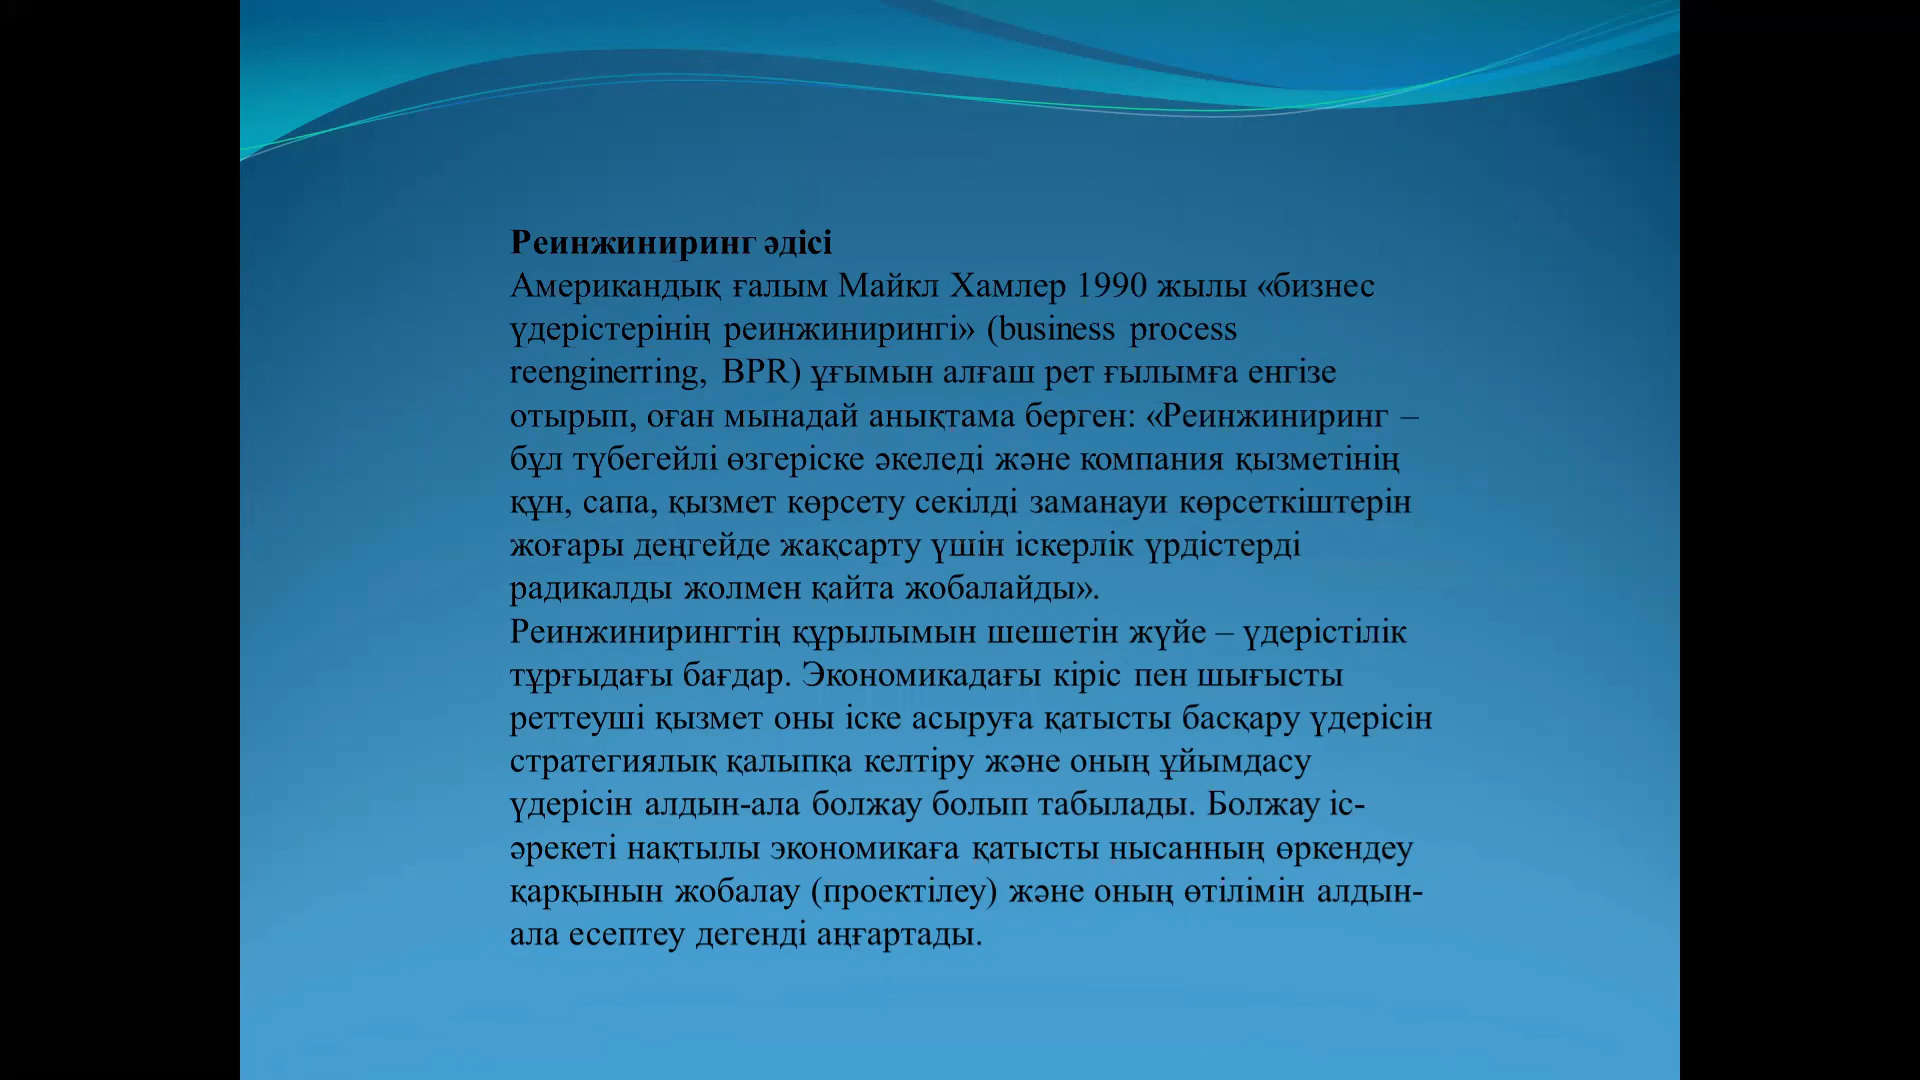 Реинжиниринг әдісі
Американдық ғалым Майкл Хамлер 1990 жылы «бизнес
үдерістерінің реинжинирингі» (business process
reenginerring, BPR) ұғымын алғаш рет ғылымға енгізе
отырып, оған мынадай анықтама берген: «Реинжиниринг –
бұл түбегейлі өзгеріске әкеледі және компания қызметінің
құн, сапа, қызмет көрсету секілді заманауи көрсеткіштерін
жоғары деңгейде жақсарту үшін іскерлік үрдістерді
радикалды жолмен қайта жобалайды».
Реинжинирингтің құрылымын шешетін жүйе – үдерістілік
тұрғыдағы бағдар. Экономикадағы кіріс пен шығысты
реттеуші қызмет оны іске асыруға қатысты басқару үдерісін
стратегиялық қалыпқа келтіру және оның ұйымдасу
үдерісін алдын-ала болжау болып табылады. Болжау іс-
әрекеті нақтылы экономикаға қатысты нысанның өркендеу
қарқынын жобалау (проектілеу) және оның өтілімін алдын-
ала есептеу дегенді аңғартады.